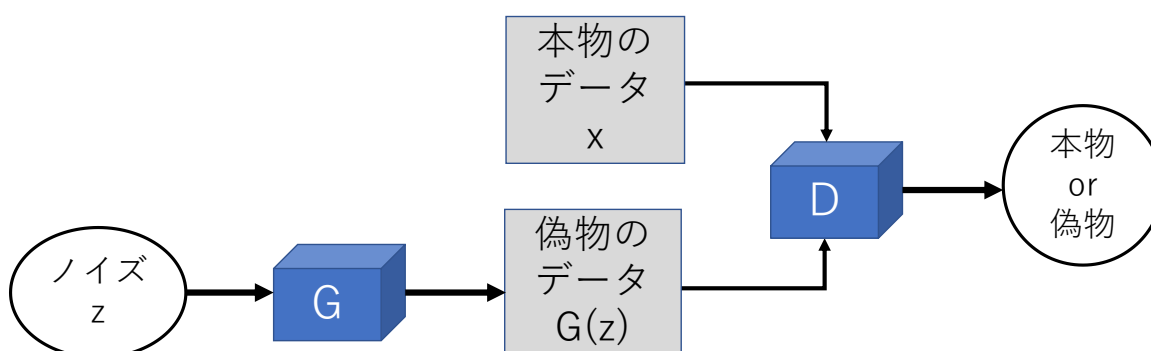 本物の
データ
x
本物
or
偽物
D
偽物の
データ
G(z)
ノイズ
z
G